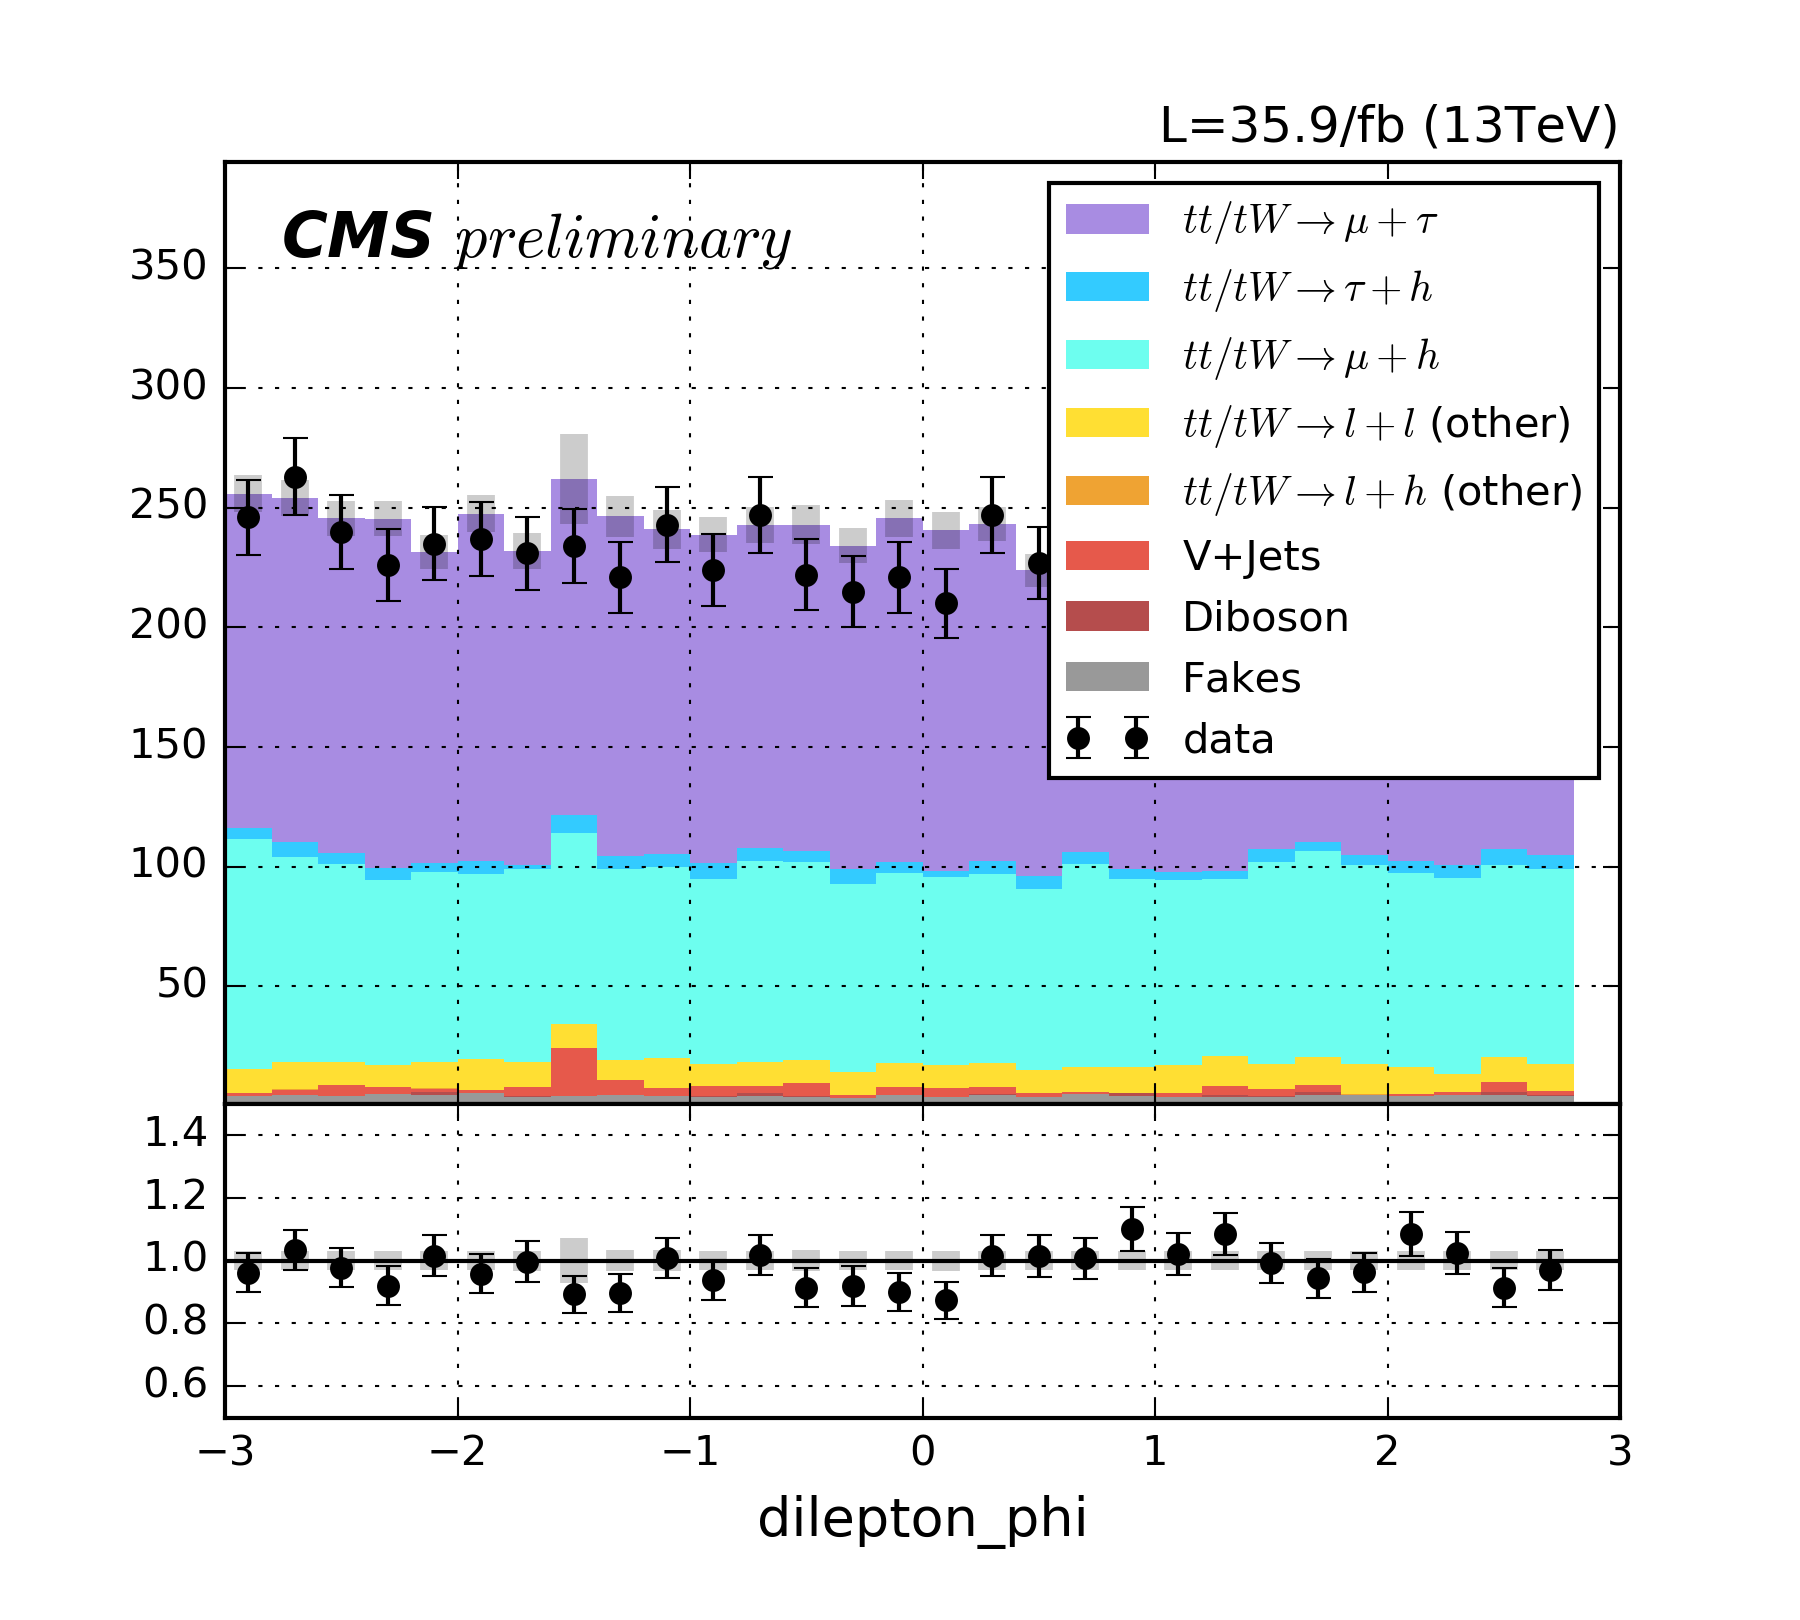 L=35.9/fb (13TeV)
CMS preliminary
tt/tW→μ+τ
tt/tW→τ+h
tt/tW→μ+h
tt/tW→l+l (other)
tt/tW→l+h (other)
V+Jets
Diboson
Fakes
data
350
300
250
200
150
100
50
1.4
1.2
1.0
0.8
0.6
−3 −2 −1 0 1 2 3
dilepton_phi